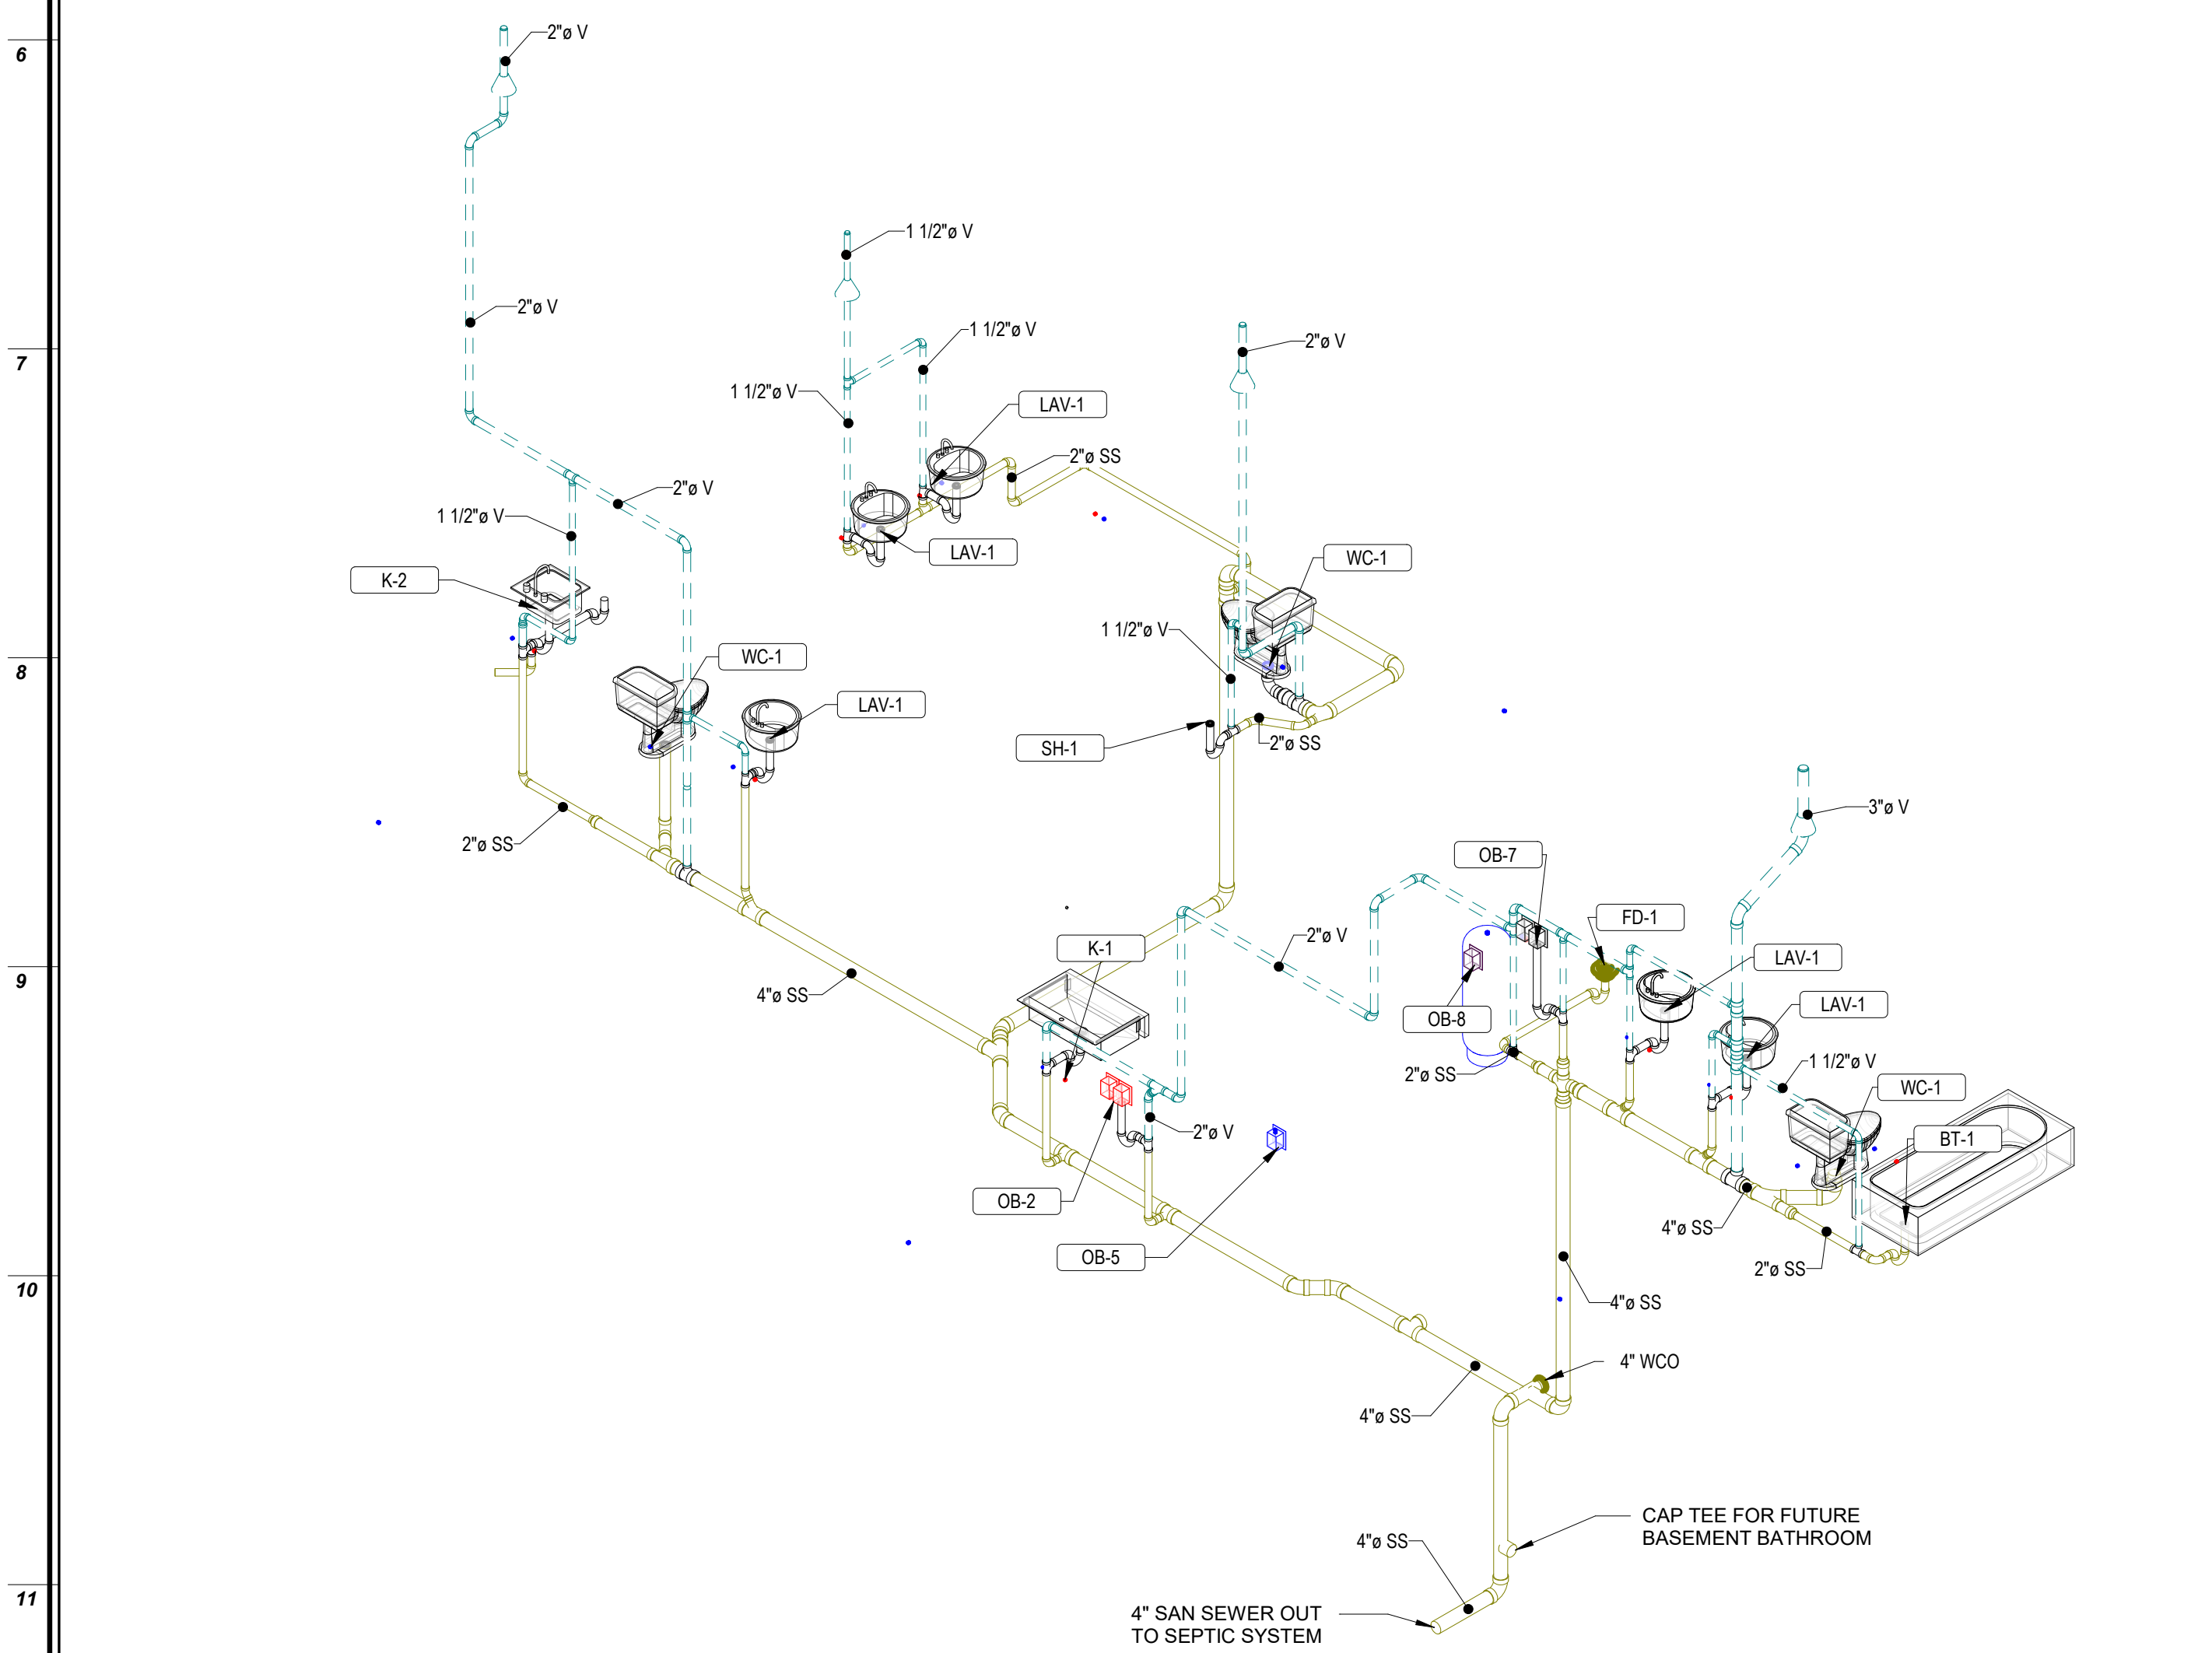 6
2"ø V
1 1/2"ø V
2"ø V
1 1/2"ø V
2"ø V
7
1 1/2"ø V
LAV-1
2"ø SS
2"ø V
1 1/2"ø V
LAV-1
WC-1
K-2
1 1/2"ø V
WC-1
8
LAV-1
2"ø SS
SH-1
3"ø V
2"ø SS
OB-7
FD-1
2"ø V
K-1
LAV-1
9
4"ø SS
LAV-1
OB-8
1 1/2"ø V
2"ø SS
WC-1
2"ø V
BT-1
OB-2
4"ø SS
OB-5
2"ø SS
10
4"ø SS
4" WCO
4"ø SS
CAP TEE FOR FUTURE
BASEMENT BATHROOM
4"ø SS
11
4" SAN SEWER OUT
TO SEPTIC SYSTEM